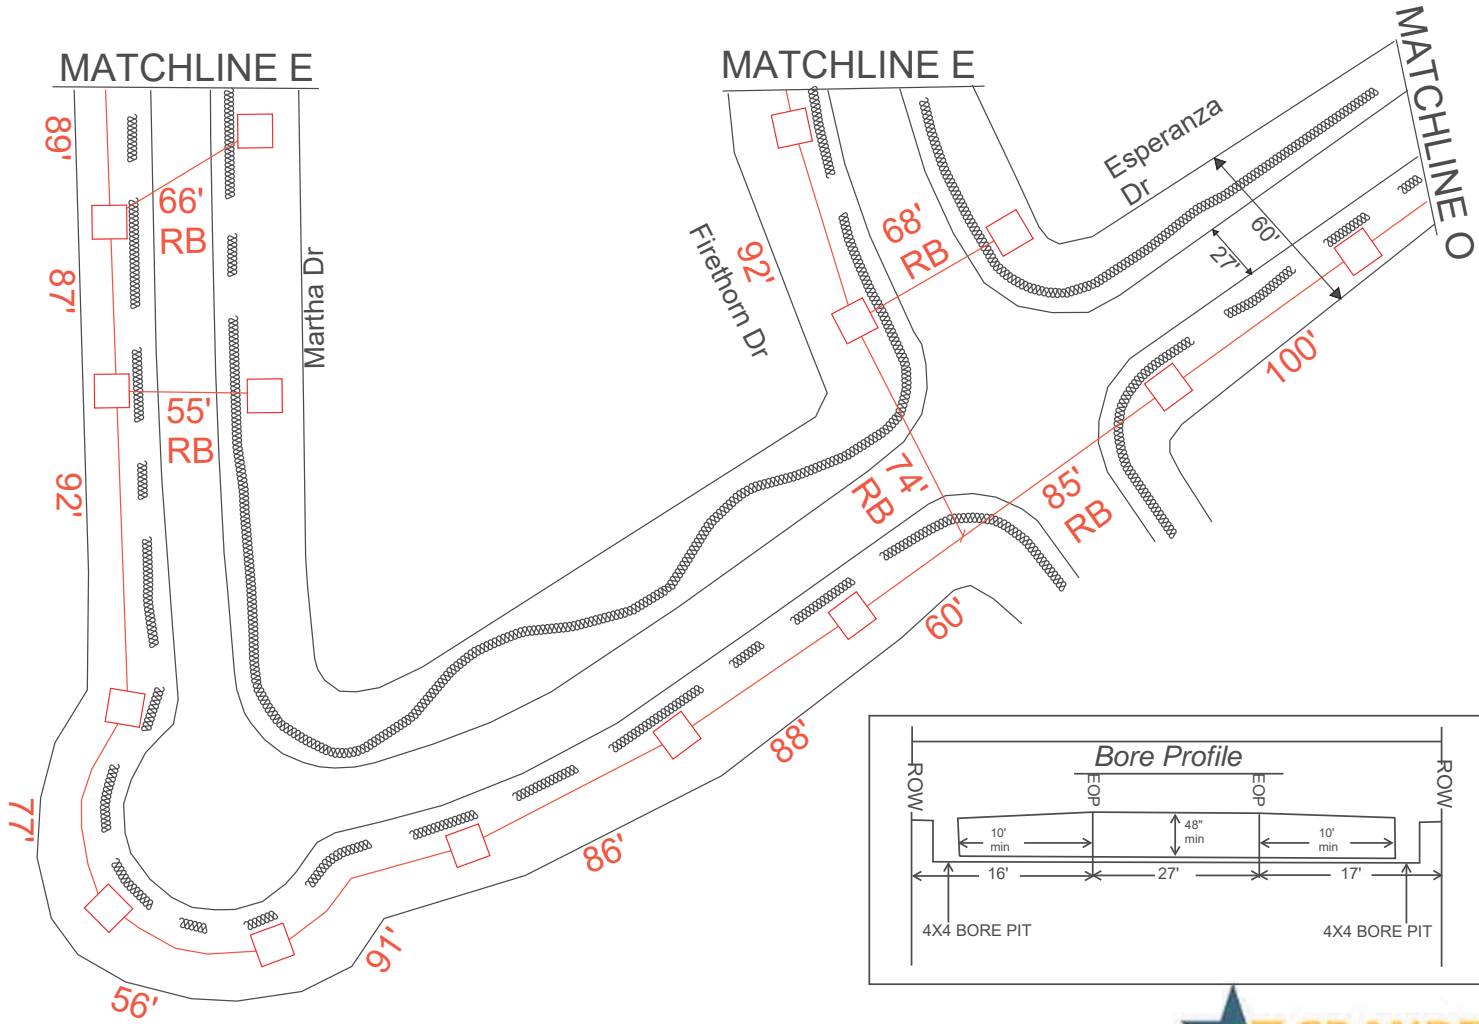 MATCHLINE E
MATCHLINE E
MATCHLINE O
89'
66'
RB
87'
Martha Dr
55'
RB
92'
77'
56'
91'
86'
88'
60'
Firethorn Dr
92'
68'
RB
74'
RB
85'
RB
100'
Esperanza
Dr
60'
27'
Bore Profile
ROW
EOP
EOP
ROW
10'
min
48"
min
10'
min
16'
27'
17'
4X4 BORE PIT
4X4 BORE PIT